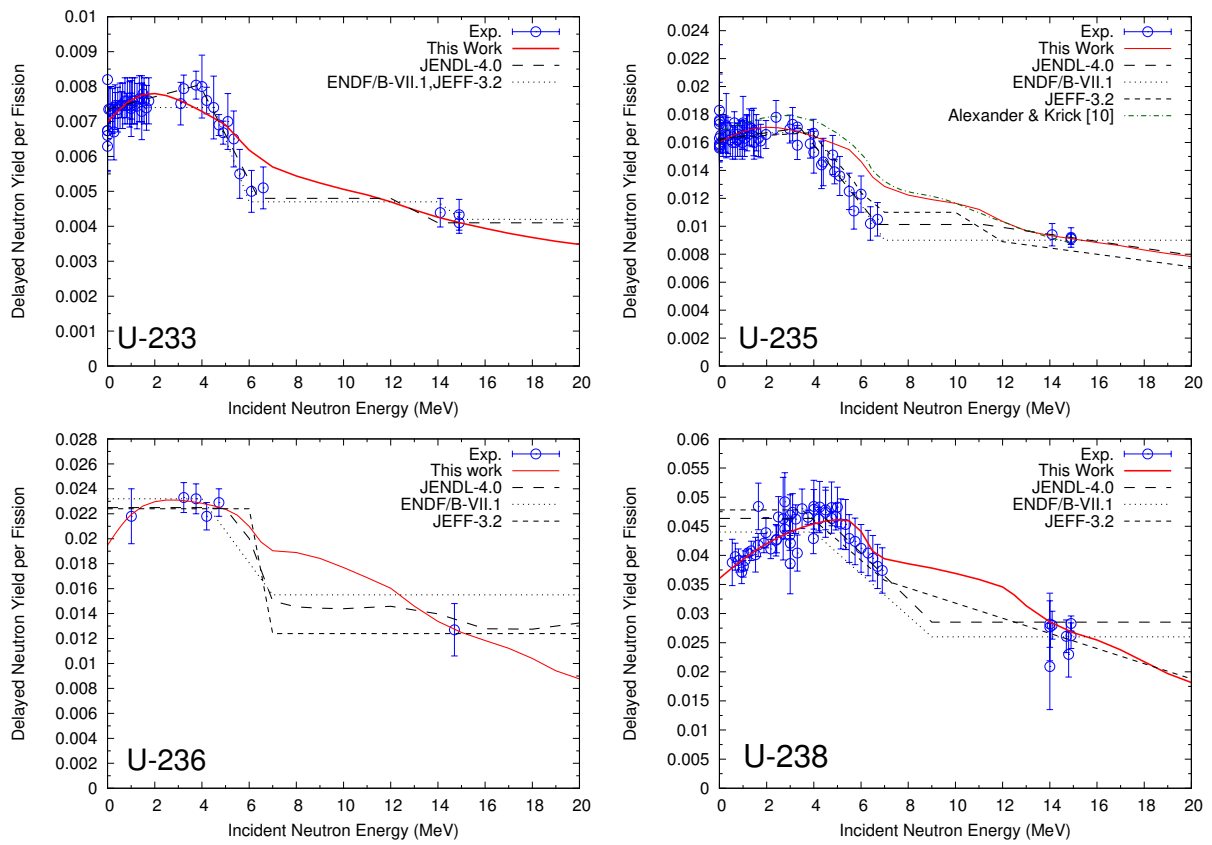 Delayed Neutron Yield per Fission
0.01
0.009
0.008
0.007
0.006
0.005
0.004
0.003
0.002
0.001
0
Exp.
This Work
JENDL-4.0
ENDF/B-VII.1,JEFF-3.2
U-233
0 2 4 6 8 10 12 14 16 18 20
Incident Neutron Energy (MeV)
Delayed Neutron Yield per Fission
0.024
0.022
0.02
0.018
0.016
0.014
0.012
0.01
0.008
0.006
0.004
0.002
0
Exp.
This Work
JENDL-4.0
ENDF/B-VII.1
JEFF-3.2
Alexander & Krick [10]
U-235
0 2 4 6 8 10 12 14 16 18 20
Incident Neutron Energy (MeV)
Delayed Neutron Yield per Fission
0.028
0.026
0.024
0.022
0.02
0.018
0.016
0.014
0.012
0.01
0.008
0.006
0.004
0.002
0
Exp.
This work
JENDL-4.0
ENDF/B-VII.1
JEFF-3.2
U-236
0 2 4 6 8 10 12 14 16 18 20
Incident Neutron Energy (MeV)
Delayed Neutron Yield per Fission
0.06
0.055
0.05
0.045
0.04
0.035
0.03
0.025
0.02
0.015
0.01
0.005
0
Exp.
This Work
JENDL-4.0
ENDF/B-VII.1
JEFF-3.2
U-238
0 2 4 6 8 10 12 14 16 18 20
Incident Neutron Energy (MeV)